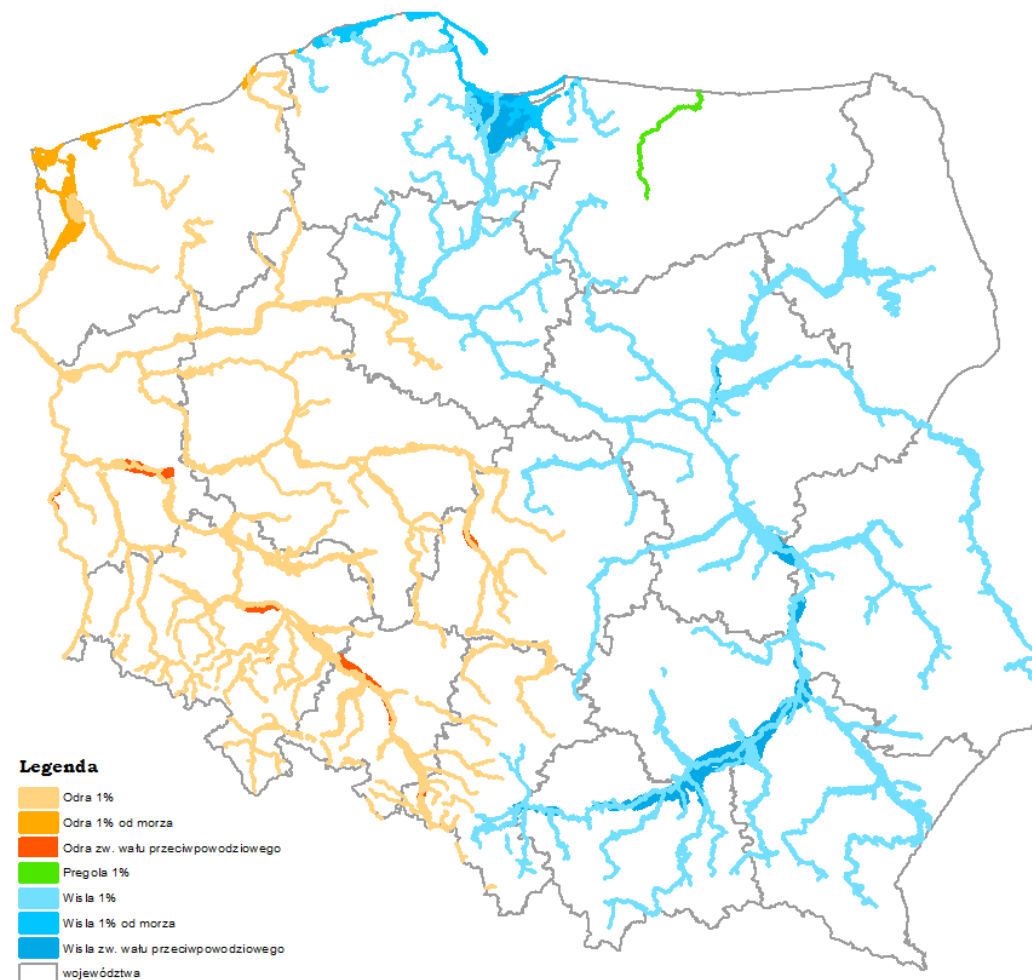 Legenda
Odra 1%
Odra 1% od morza
Odra zw. wału przeciwpowodziowego
Pregoła 1%
Wisła 1%
Wisła 1% od morza
Wisła zw. wału przeciwpowodziowego
województwa